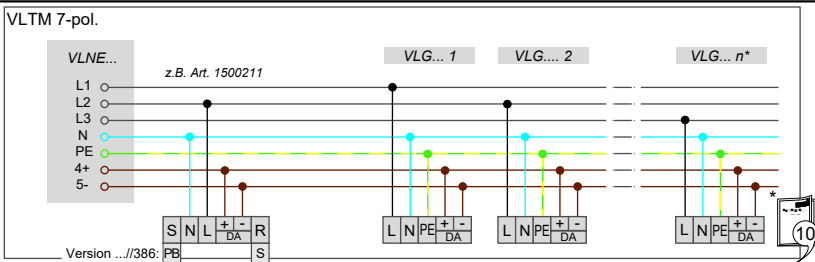 VLTM 7-pol.
VLNE... VLG... 1 VLG.... 2 VLG... n*
z.B. Art. 1500211
L1
L2
L3
N
PE
4+
5-
*
S N L + - R L N PE + - L N PE + - L N PE + -
DA DA DA DA
10
Version ...//386: PB S